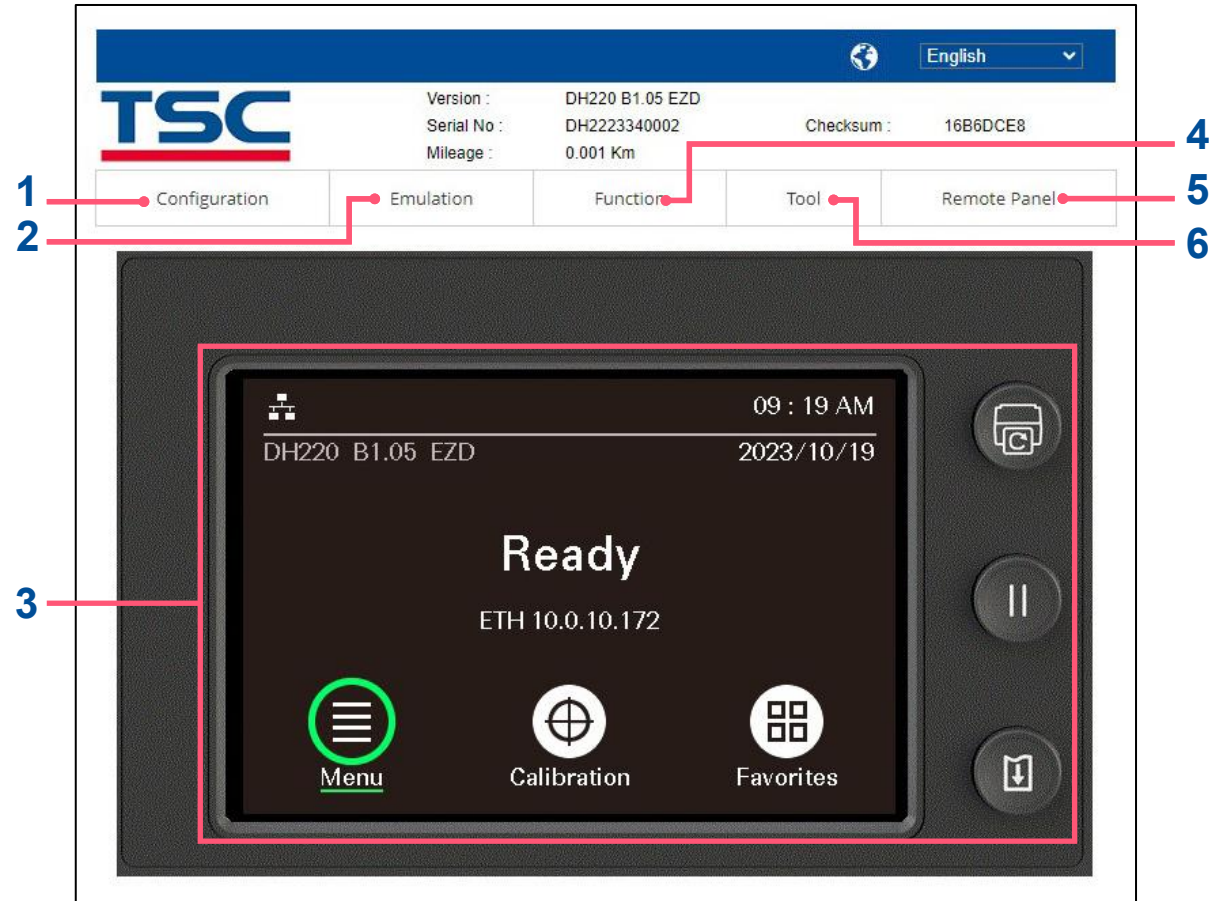 English
TSC
Version : DH220 B1.05 EZD
Serial No : DH2223340002 Checksum : 16B6DCE8
Mileage : 0.001 Km
4
1 Configuration Emulation Function Tool Remote Panel 5
2 6
09 : 19 AM
DH220 B1.05 EZD 2023/10/19
Ready
3
ETH 10.0.10.172
Menu Calibration Favorites